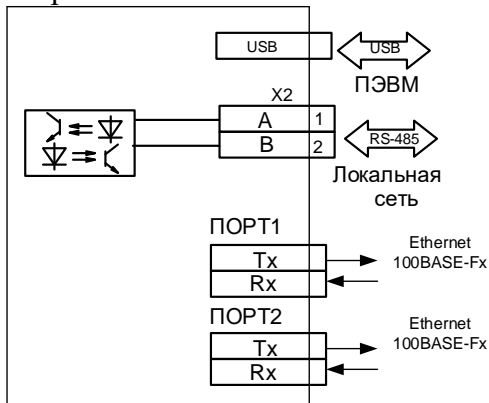 USB
USB
ПЭВМ
X2
A 1
B 2
RS-485
Локальная
сеть
ПОРТ1
Tx
Rx
Ethernet
100BASE-Fx
ПОРТ2
Tx
Rx
Ethernet
100BASE-Fx